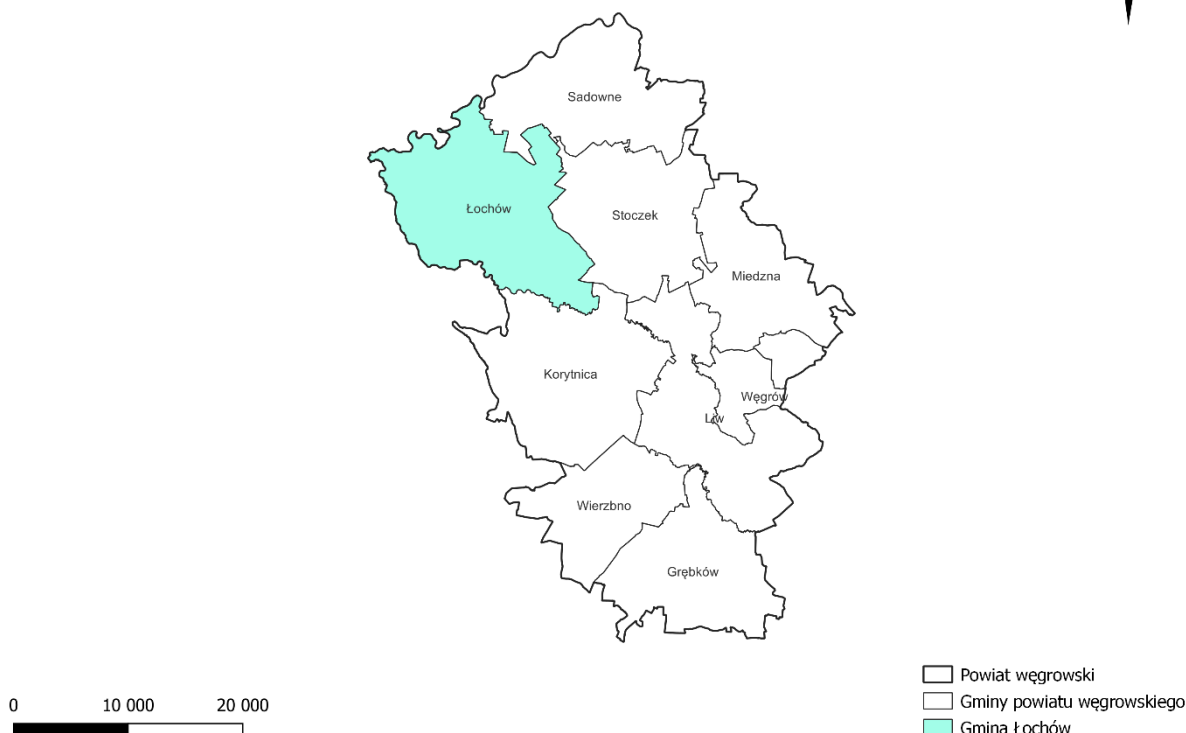 Sadowne
Łochów
Stoczek
Miedzna
Korytnica
Węgrów
Liw
Wierzbno
Grębków
0 10 000 20 000
Powiat węgrowski
Gminy powiatu węgrowskiego
Gmina Łochów